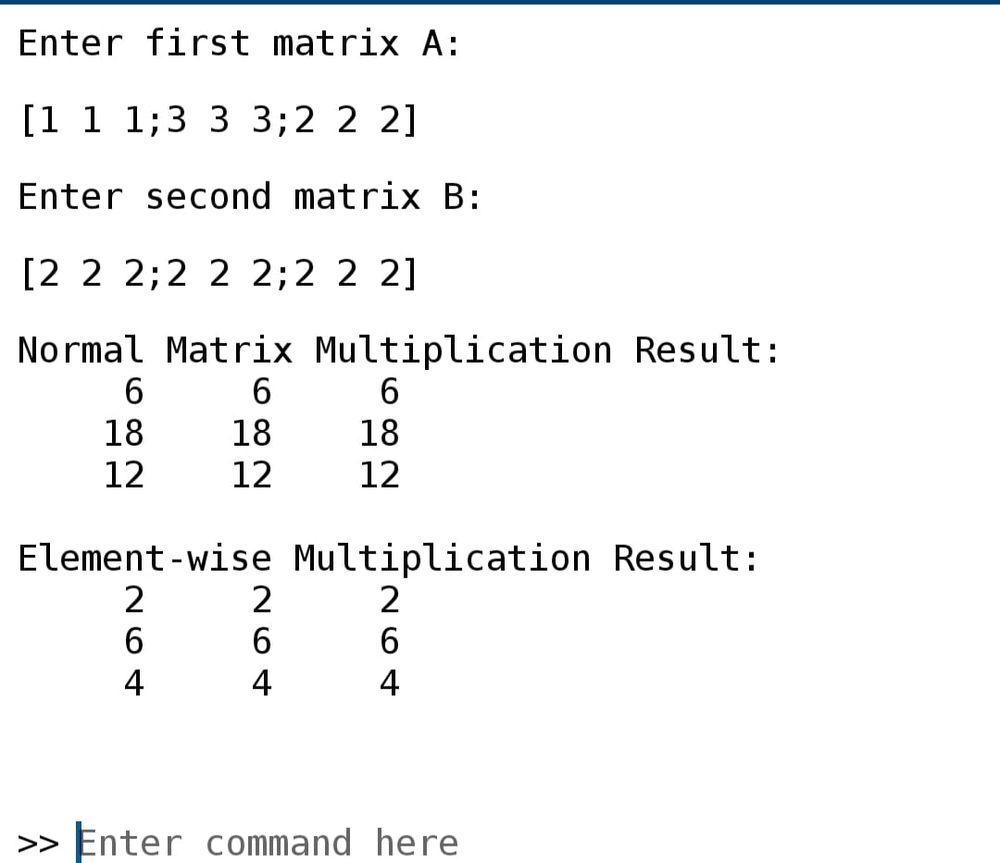 Enter first matrix A:
[1 1 1;3 3 3;2 2 2]
Enter second matrix B:
[2 2 2;2 2 2;2 2 2]
Normal Matrix Multiplication Result:
6 6 6
18 18 18
12 12 12
Element-wise Multiplication Result:
2 2 2
6 6 6
4 4 4
>> Enter command here